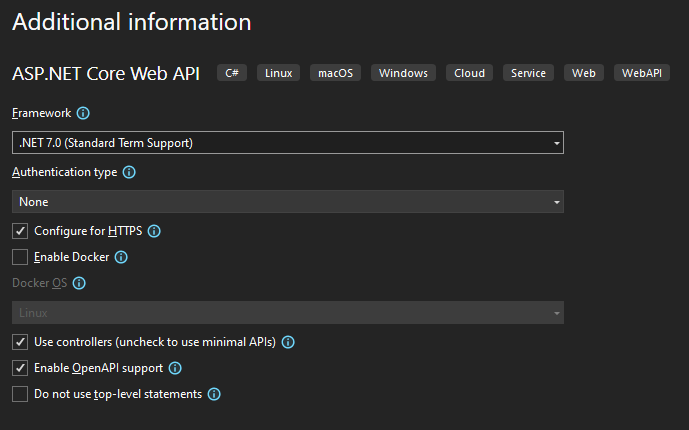 Additional information
ASP.NET Core Web API C# Linux macOS Windows Cloud Service Web WebAPI
Framework
.NET 7.0 (Standard Term Support)
Authentication type
None
Configure for HTTPS
Enable Docker
Docker OS
Linux
Use controllers (uncheck to use minimal APIs)
Enable OpenAPI support
Do not use top-level statements